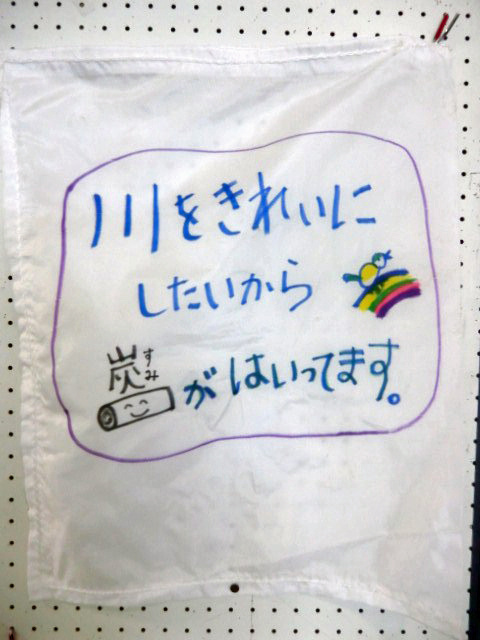 川をきれいに
したいから
炭がはいってます。
すみ